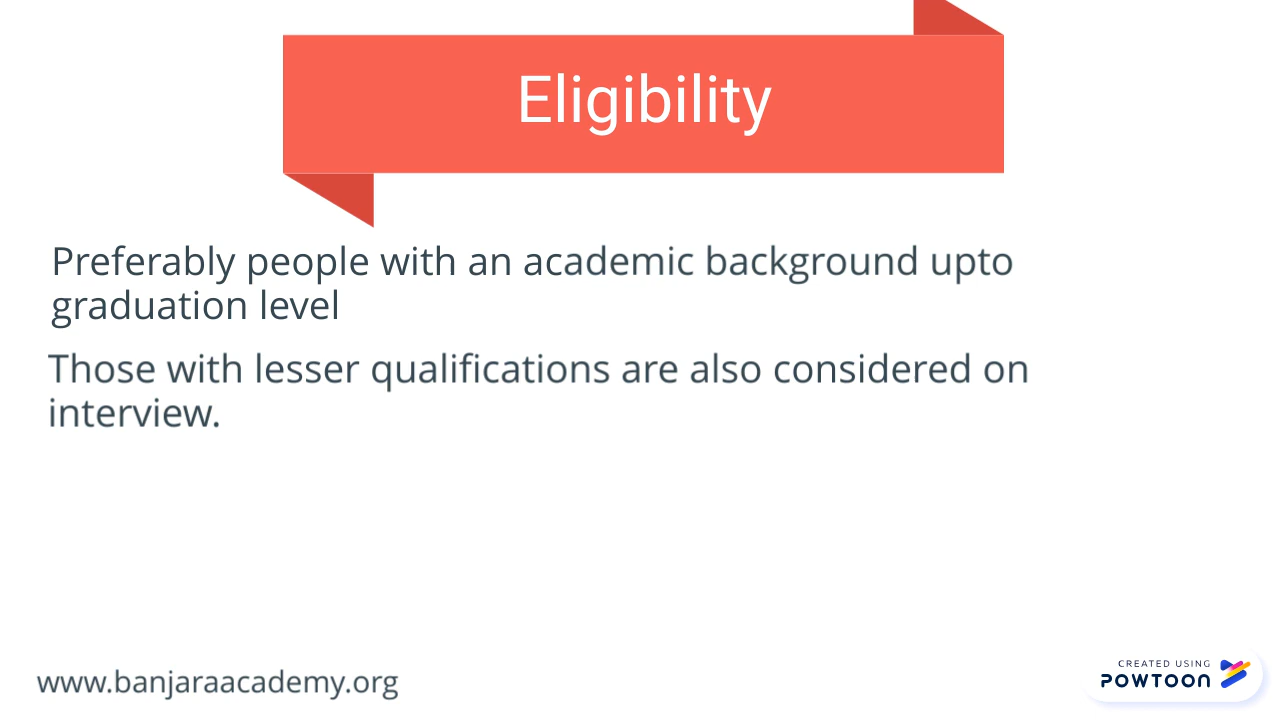 Eligibility
Preferably people with an academic background upto
graduation level
Those with lesser qualifications are also considered on
interview.
www.banjaraacademy.org
CREATED USING
POWTOON